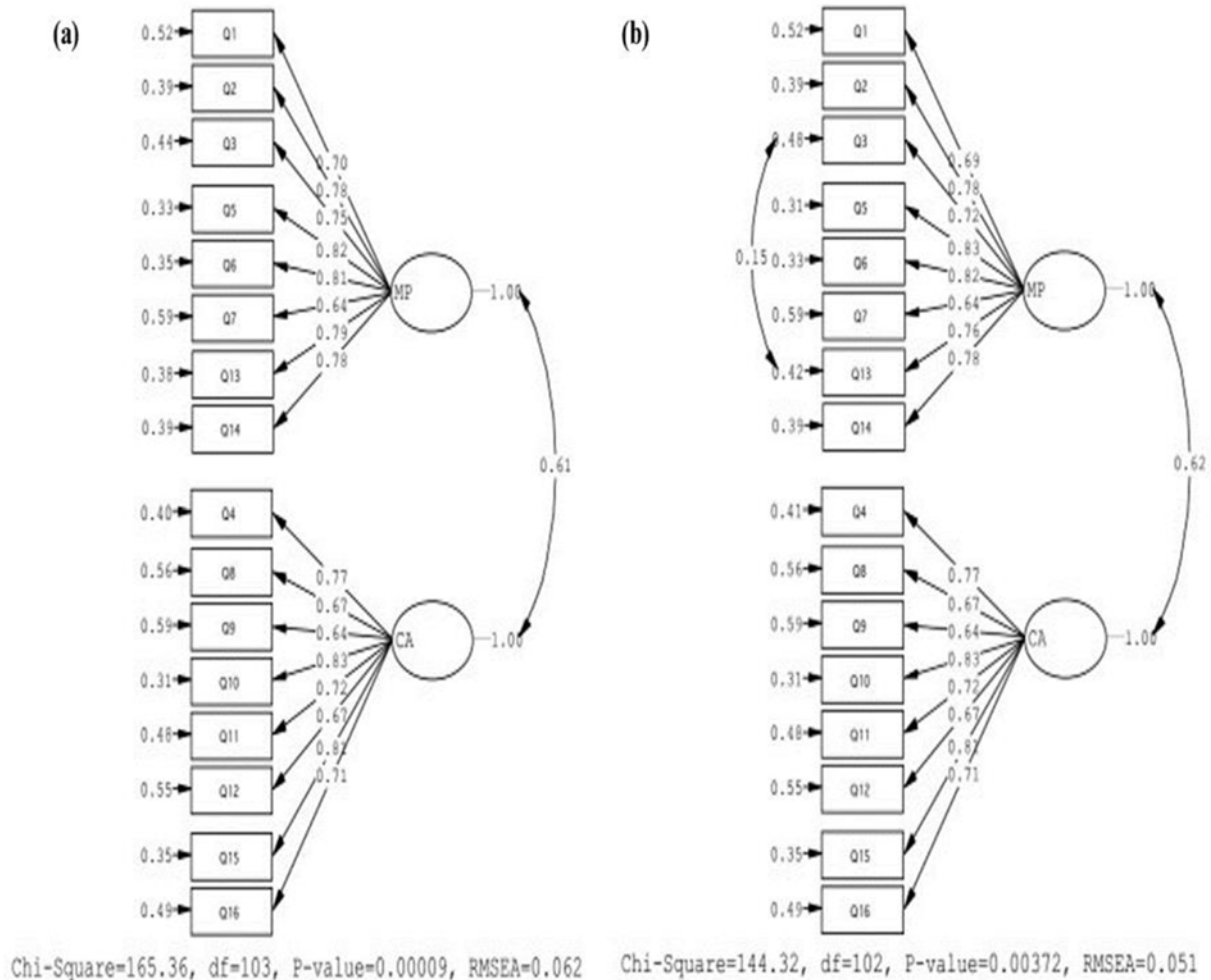 (a)
0.52 Q1
0.39 Q2
0.44 Q3
0.33 Q5
0.35 Q6
0.59 Q7
0.38 Q13
0.39 Q14
0.70
0.78
0.75
0.82
0.81
0.64
0.79
0.78
MP 1.00
0.61
0.40 Q4
0.56 Q8
0.59 Q9
0.31 Q10
0.48 Q11
0.55 Q12
0.35 Q15
0.49 Q16
0.77
0.67
0.64
0.83
0.72
0.67
0.81
0.71
CA 1.00
Chi-Square=165.36, df=103, P-value=0.00009, RMSEA=0.062
(b)
0.52 Q1
0.39 Q2
0.48 Q3
0.31 Q5
0.33 Q6
0.59 Q7
0.42 Q13
0.39 Q14
0.15
0.69
0.78
0.72
0.83
0.82
0.64
0.76
0.78
MP 1.00
0.62
0.41 Q4
0.56 Q8
0.59 Q9
0.31 Q10
0.48 Q11
0.55 Q12
0.35 Q15
0.49 Q16
0.77
0.67
0.64
0.83
0.72
0.67
0.81
0.71
CA 1.00
Chi-Square=144.32, df=102, P-value=0.00372, RMSEA=0.051